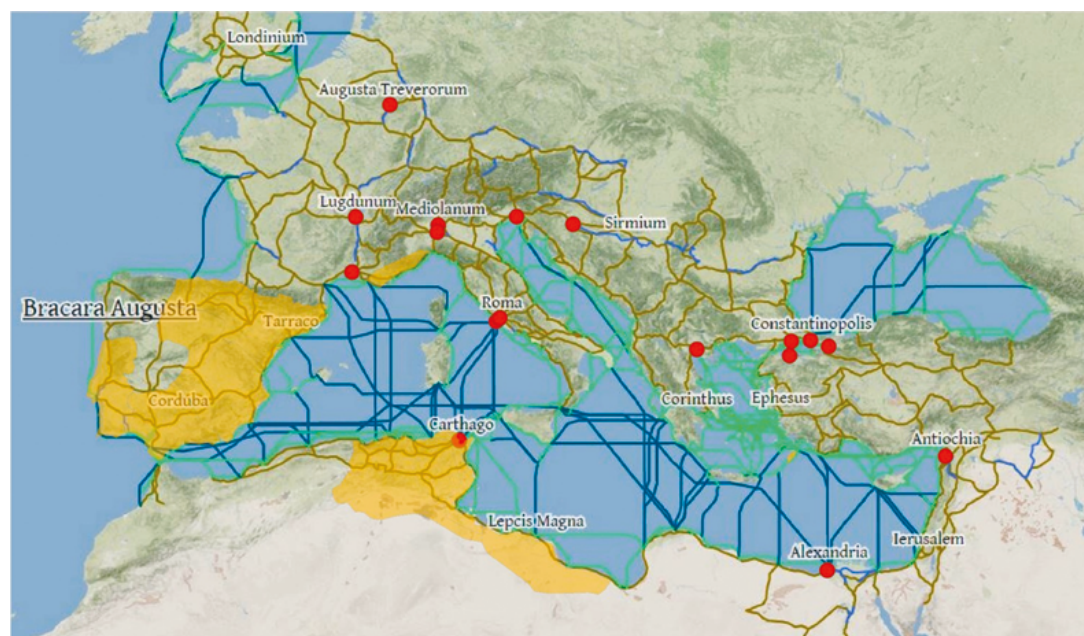 Londinium
Augusta Treverorum
Lugdunum
Mediolanum
Sirmium
Bracara Augusta
Tarraco
Roma
Constantinopolis
Cordúba
Corinthus
Ephesus
Carthago
Antiochia
Lepcis Magna
Ierusalem
Alexandria